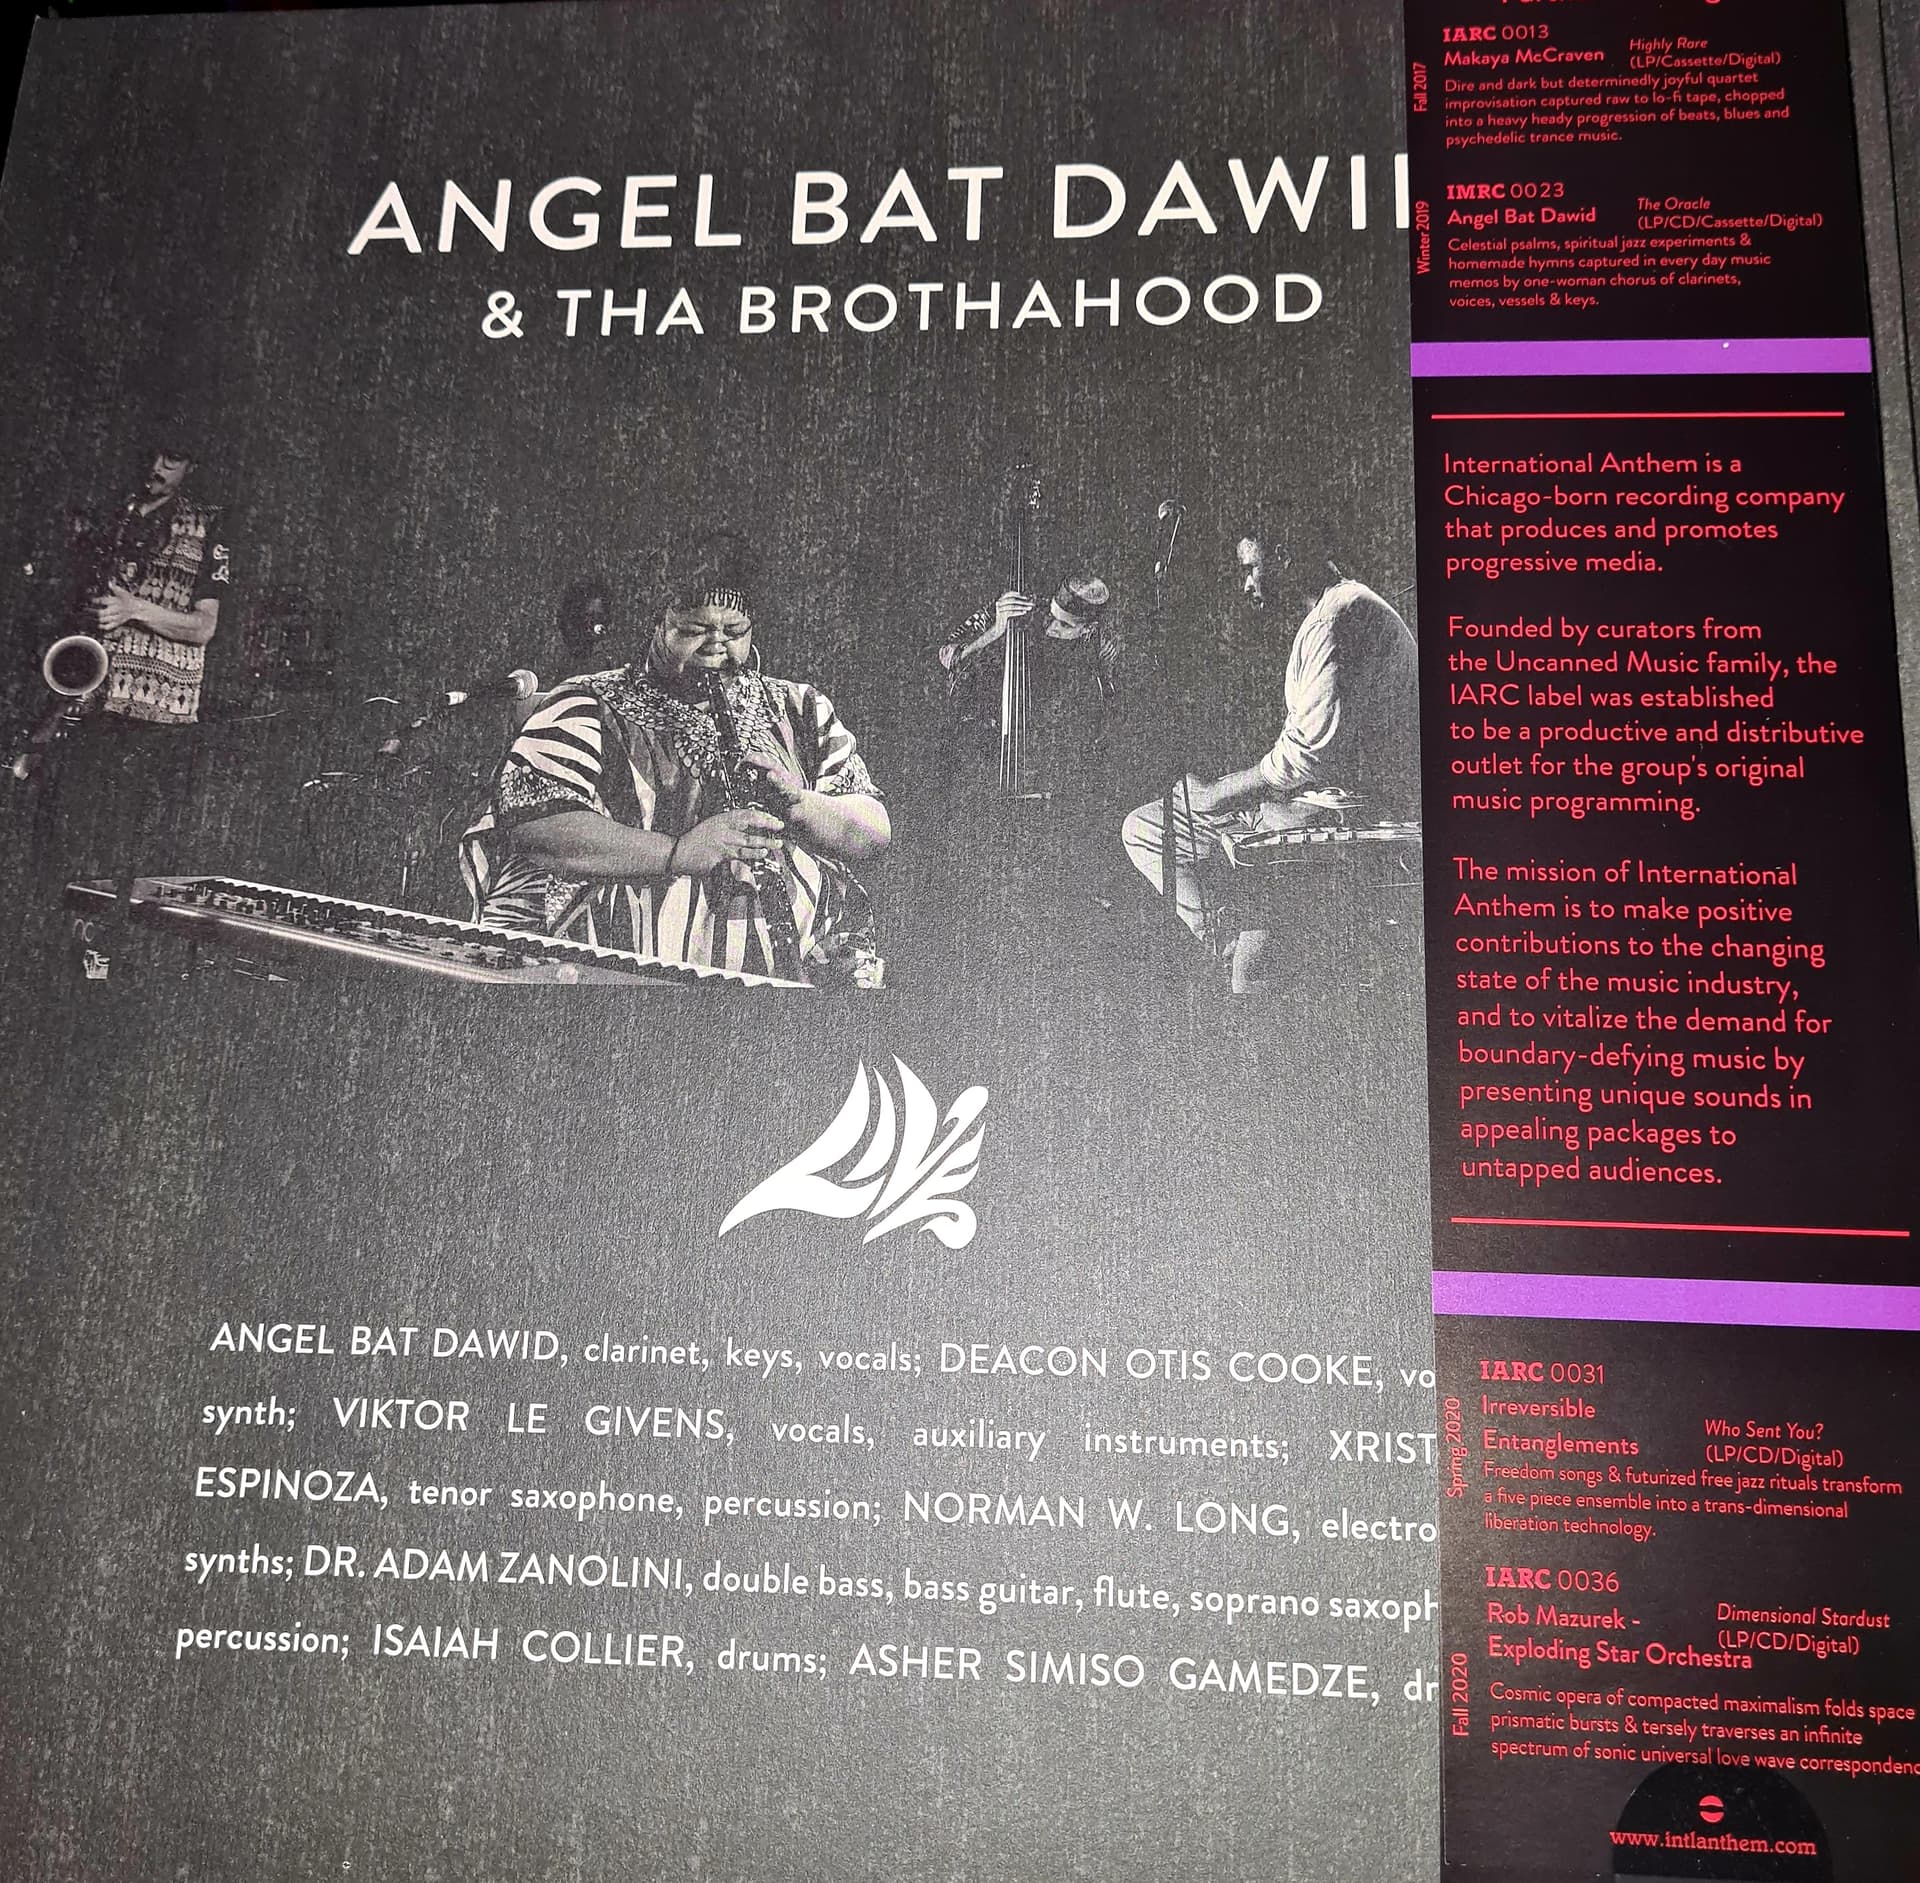 ANGEL BAT DAWI
& THA BROTHAHOOD
LIVE
ANGEL BAT DAWID, clarinet, keys, vocals; DEACON OTIS COOKE, vo
synth; VIKTOR LE GIVENS, vocals, auxiliary instruments; XRIST
ESPINOZA, tenor saxophone, percussion; NORMAN W. LONG, electro
synths; DR. ADAM ZANOLINI, double bass, bass guitar, flute, soprano saxoph
percussion; ISAIAH COLLIER, drums; ASHER SIMISO GAMEDZE, dr
Fall 2017
IARC 0013
Makaya McCraven
Highly Rare
(LP/Cassette/Digital)
Dire and dark but determinedly joyful quartet
improvisation captured raw to lo-fi tape, chopped
into a heavy heady progression of beats, blues and
psychedelic trance music.
Winter 2019
IMRC 0023
Angel Bat Dawid
The Oracle
(LP/CD/Cassette/Digital)
Celestial psalms, spiritual jazz experiments &
homemade hymns captured in every day music
memos by one-woman chorus of clarinets,
voices, vessels & keys.
International Anthem is a
Chicago-born recording company
that produces and promotes
progressive media.
Founded by curators from
the Uncanned Music family, the
IARC label was established
to be a productive and distributive
outlet for the group's original
music programming.
The mission of International
Anthem is to make positive
contributions to the changing
state of the music industry,
and to vitalize the demand for
boundary-defying music by
presenting unique sounds in
appealing packages to
untapped audiences.
Spring 2020
IARC 0031
Irreversible
Entanglements
Who Sent You?
(LP/CD/Digital)
Freedom songs & futurized free jazz rituals transform
a five piece ensemble into a trans-dimensional
liberation technology.
Fall 2020
IARC 0036
Rob Mazurek -
Exploding Star Orchestra
Dimensional Stardust
(LP/CD/Digital)
Cosmic opera of compacted maximalism folds space
prismatic bursts & tersely traverses an infinite
spectrum of sonic universal love wave correspondenc
www.intlanthem.com